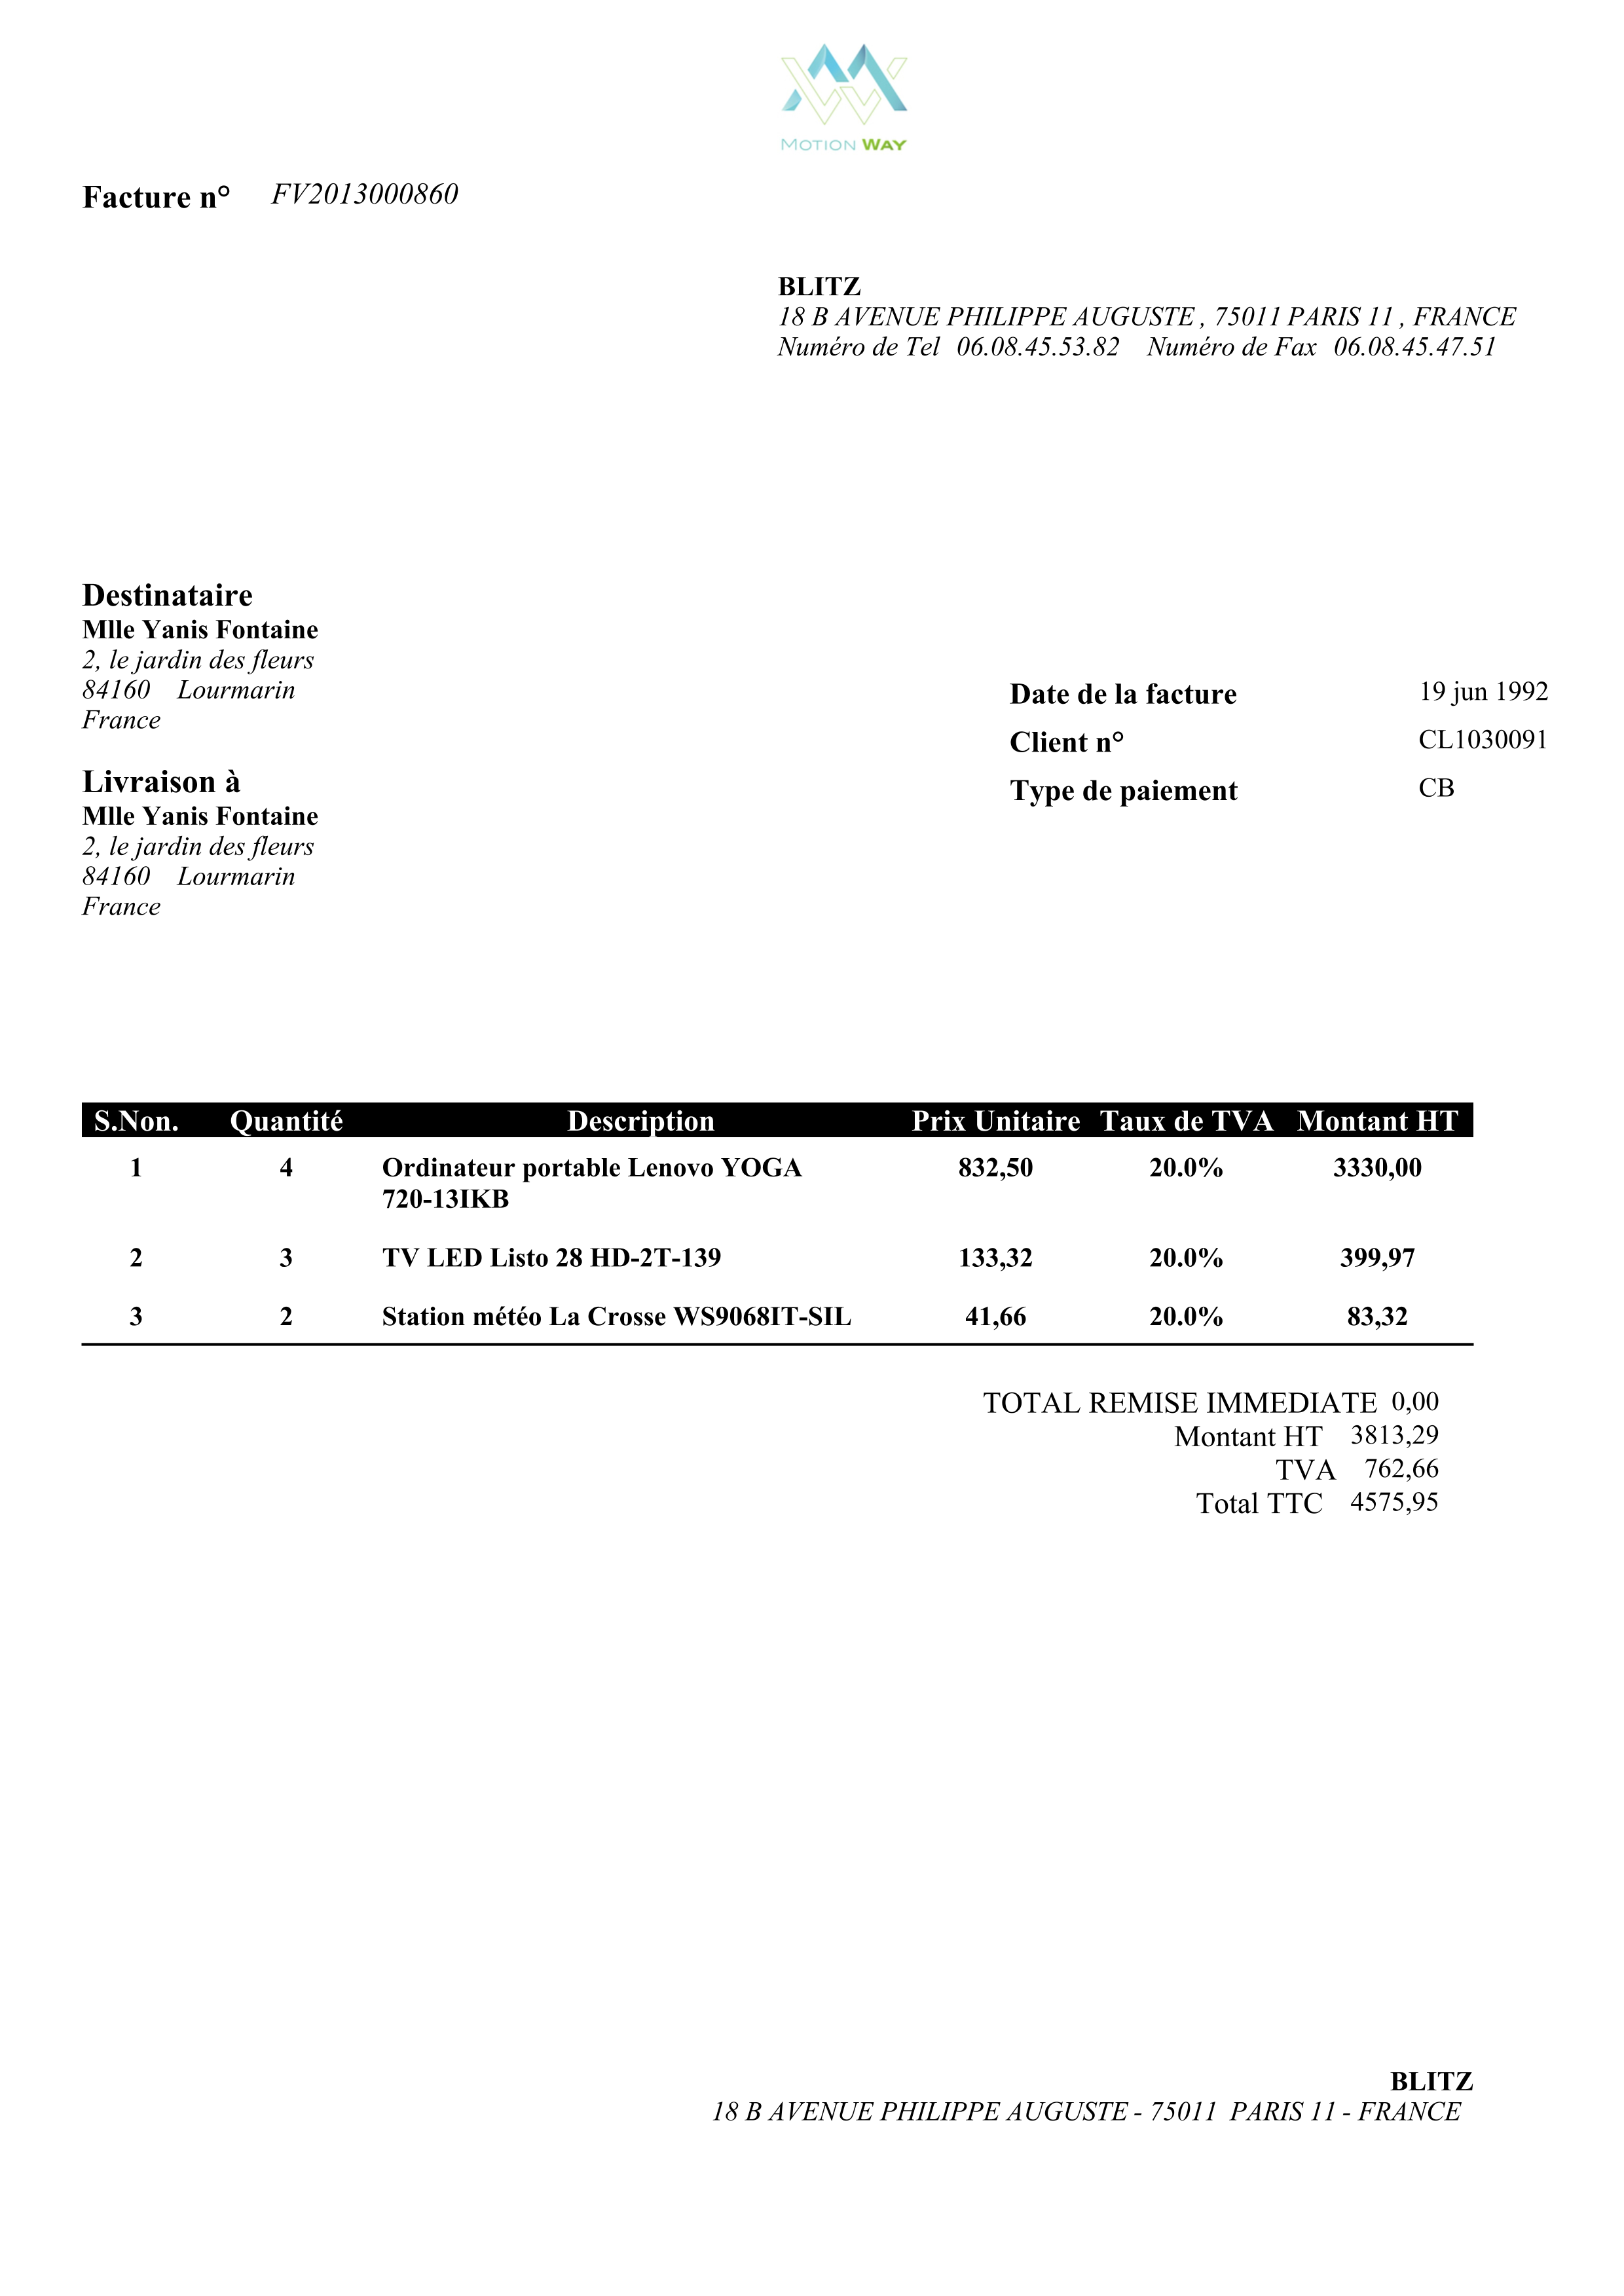 MOTION WAY
Facture n° FV2013000860
BLITZ
18 B AVENUE PHILIPPE AUGUSTE , 75011 PARIS 11 , FRANCE
Numéro de Tel 06.08.45.53.82 Numéro de Fax 06.08.45.47.51
Destinataire
Mlle Yanis Fontaine
2, le jardin des fleurs
84160 Lourmarin
France
Date de la facture 19 jun 1992
Client n° CL1030091
Type de paiement CB
Livraison à
Mlle Yanis Fontaine
2, le jardin des fleurs
84160 Lourmarin
France
S.Non. Quantité Description Prix Unitaire Taux de TVA Montant HT
1 4 Ordinateur portable Lenovo YOGA 832,50 20.0% 3330,00
720-13IKB
2 3 TV LED Listo 28 HD-2T-139 133,32 20.0% 399,97
3 2 Station météo La Crosse WS9068IT-SIL 41,66 20.0% 83,32
TOTAL REMISE IMMEDIATE 0,00
Montant HT 3813,29
TVA 762,66
Total TTC 4575,95
BLITZ
18 B AVENUE PHILIPPE AUGUSTE - 75011 PARIS 11 - FRANCE